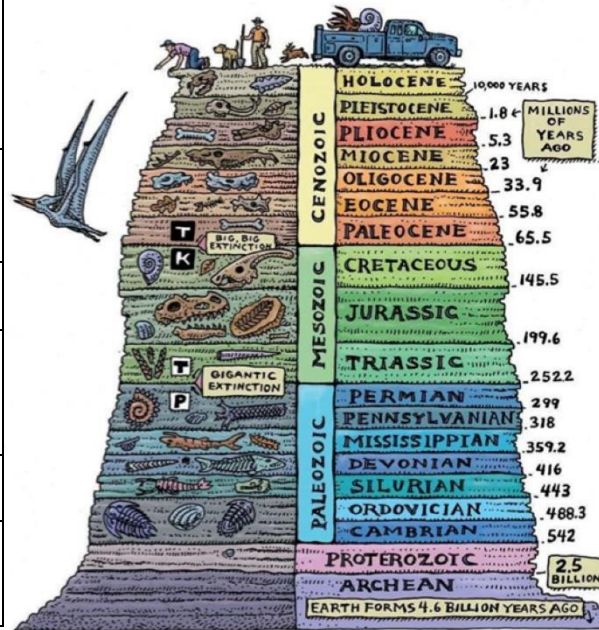 HOLOCENE
10,000 YEARS
PLEISTOCENE
1.8
MILLIONS
OF
YEARS
AGO
PLIOCENE
5.3
MIOCENE
23
OLIGOCENE
33.9
EOCENE
55.8
PALEOCENE
65.5
CENOZOIC
T
BIG, BIG
EXTINCTION
K
CRETACEOUS
145.5
JURASSIC
199.6
TRIASSIC
252.2
MESOZOIC
T
GIGANTIC
EXTINCTION
P
PERMIAN
299
PENNSYLVANIAN
318
MISSISSIPPIAN
359.2
DEVONIAN
416
SILURIAN
443
ORDOVICIAN
488.3
CAMBRIAN
542
PALEOZOIC
PROTEROZOIC
2.5
BILLION
ARCHEAN
EARTH FORMS 4.6 BILLION YEARS AGO